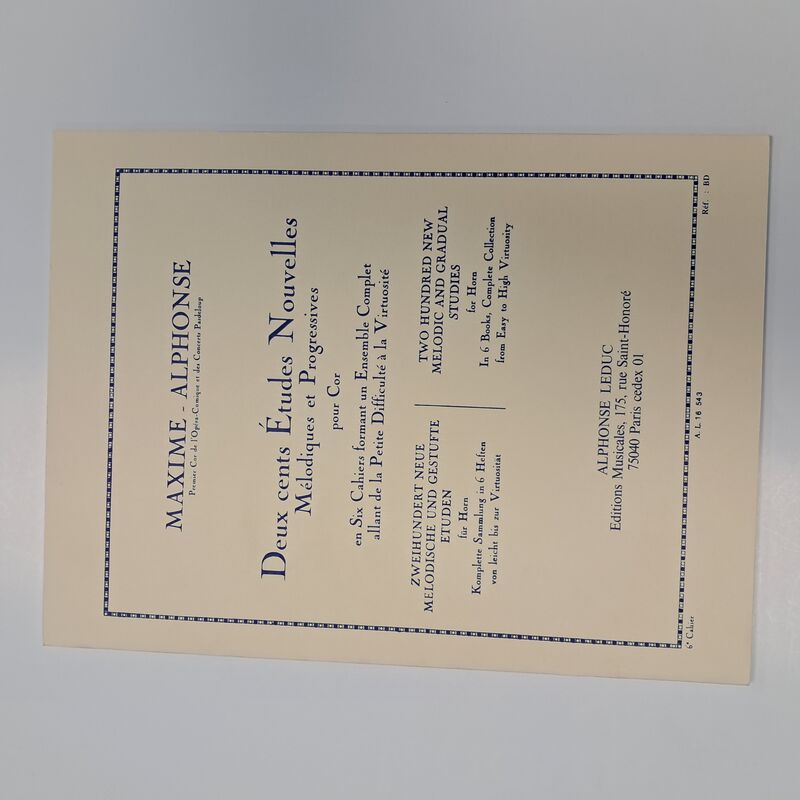 MAXIME - ALPHONSE
Premier Cor de l'Opéra-Comique et des Concerts Pasdeloup
Deux cents Études Nouvelles
Mélodiques et Progressives
pour Cor
en Six Cahiers formant un Ensemble Complet
allant de la Petite Difficulté à la Virtuosité
ZWEIHUNDERT NEUE
MELODISCHE UND GESTUFTE
ETUDEN
für Horn
Komplette Sammlung in 6 Heften
von leicht bis zur Virtuosität
TWO HUNDRED NEW
MELODIC AND GRADUAL
STUDIES
for Horn
In 6 Books, Complete Collection
from Easy to High Virtuosity
ALPHONSE LEDUC
Editions Musicales, 175, rue Saint-Honoré
75040 Paris cedex 01
6e Cahier
A. L. 16 543
Réf. : BD